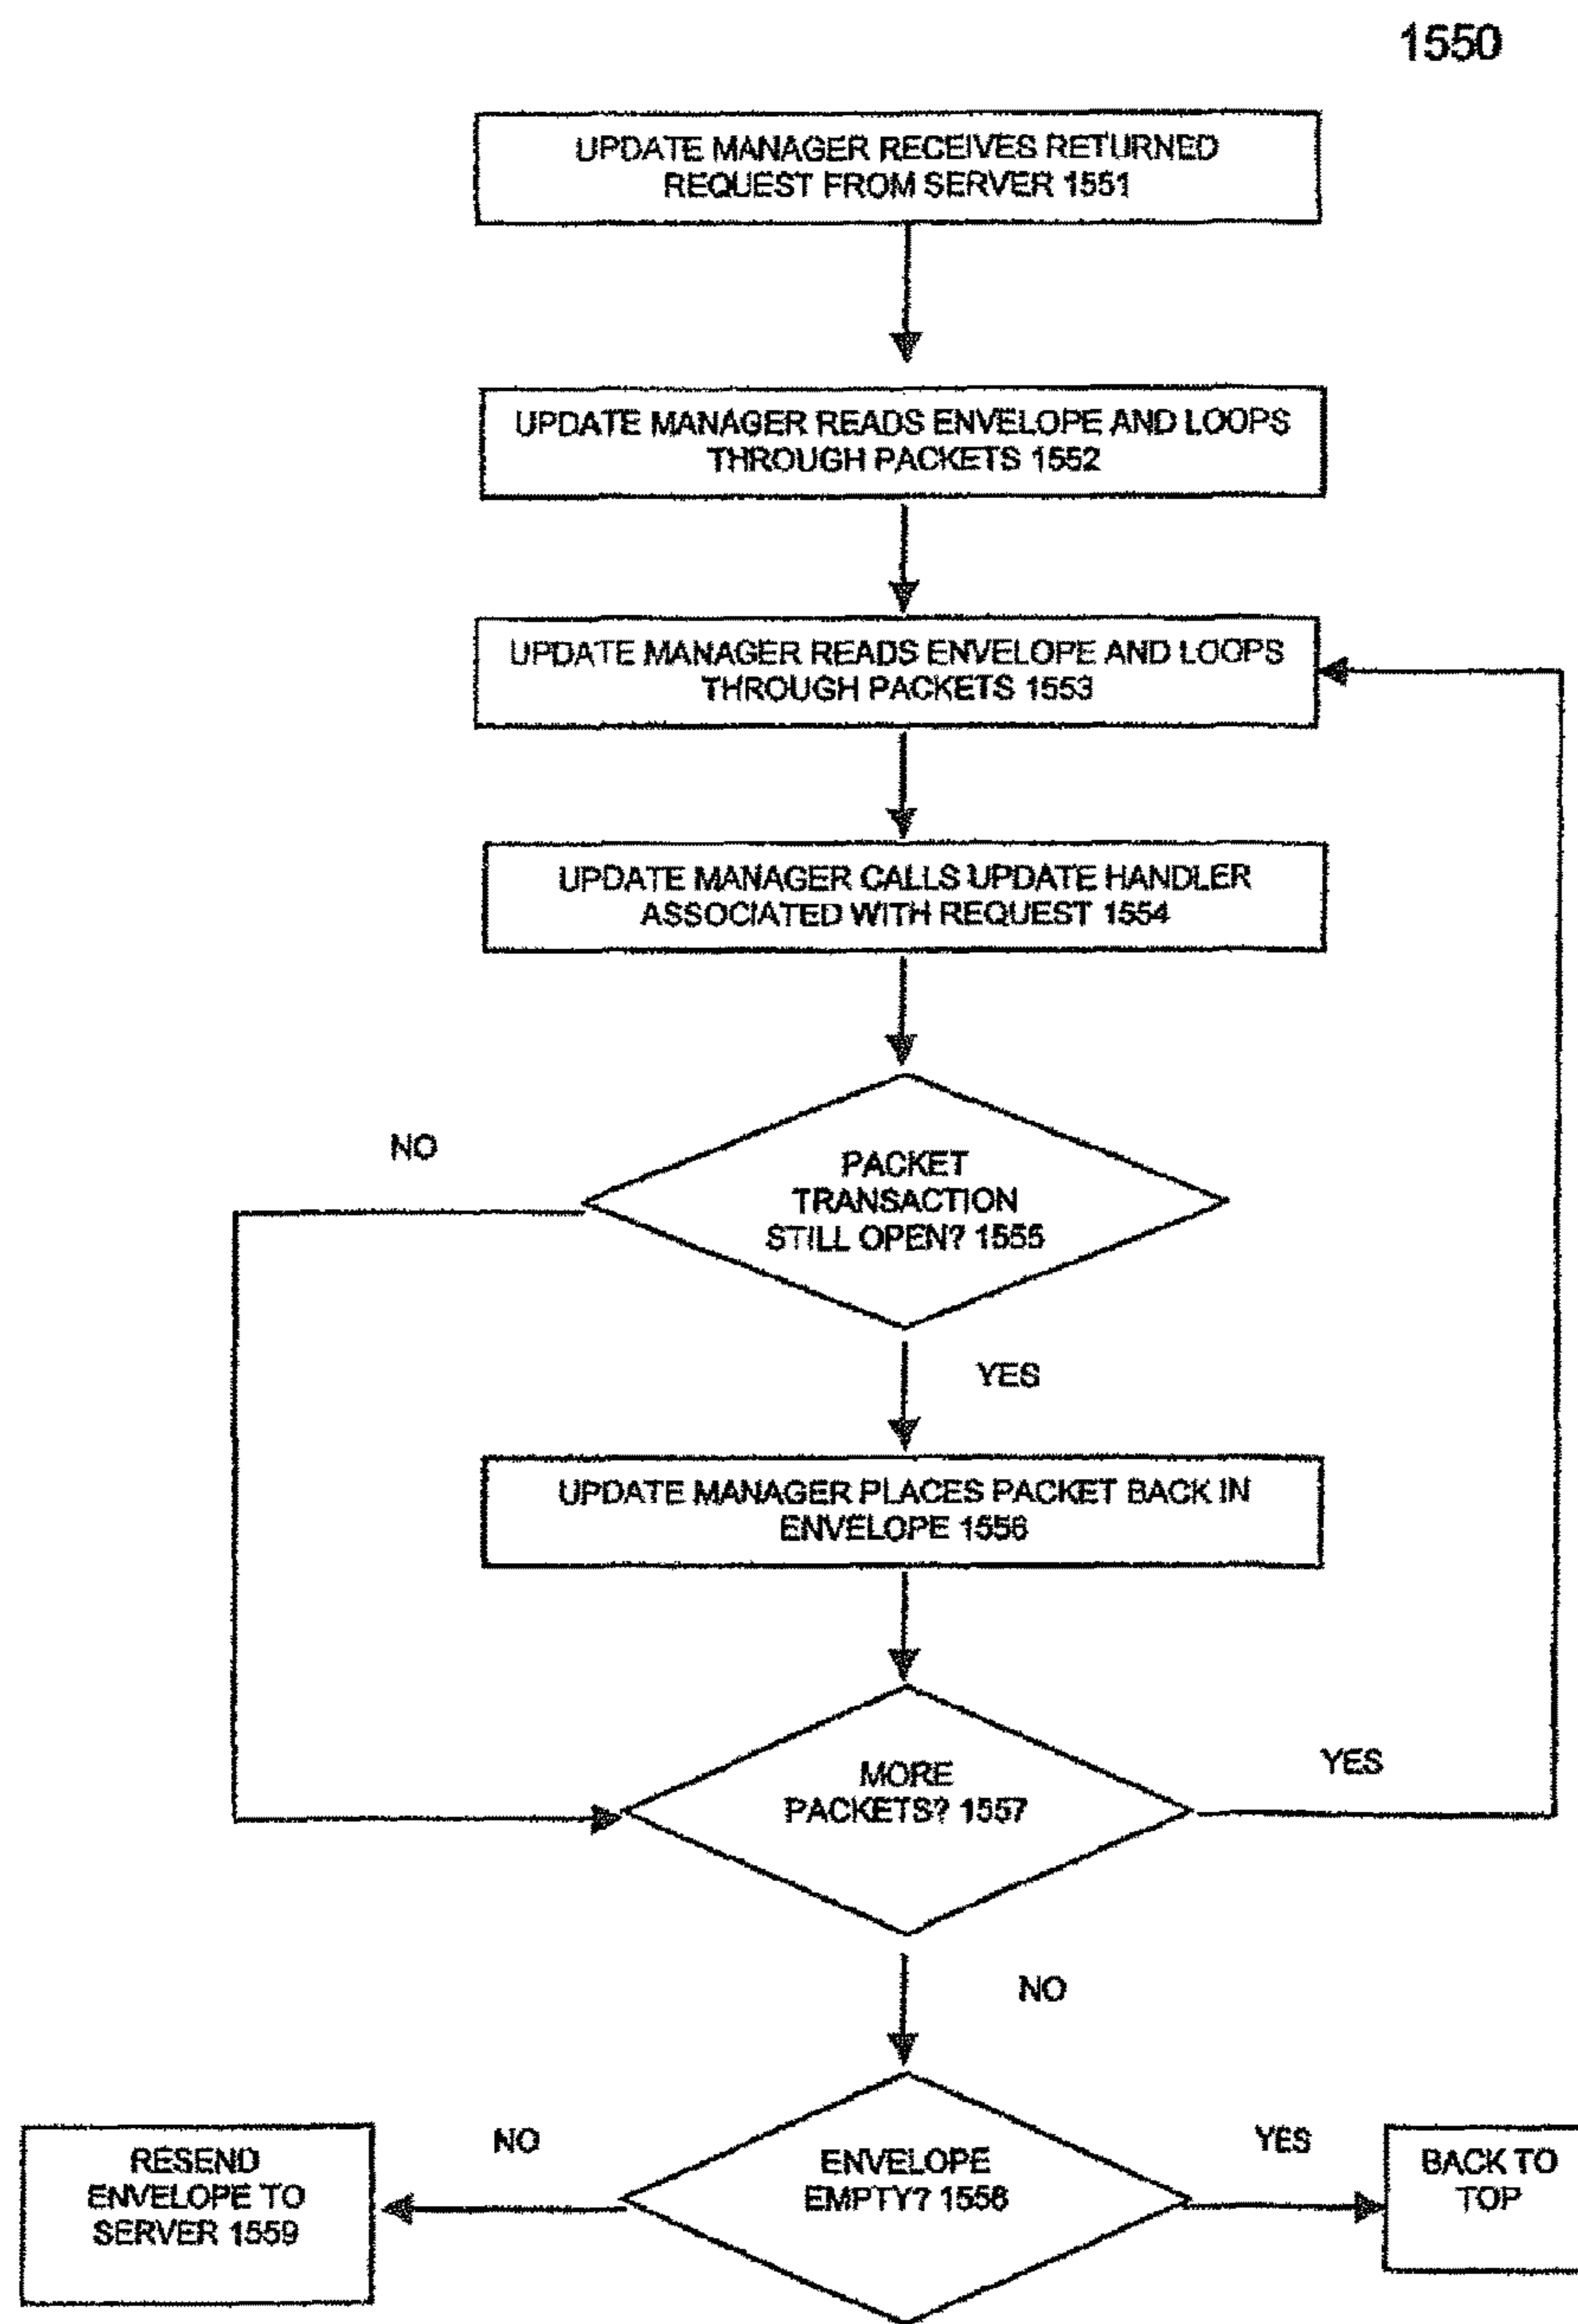 1550
UPDATE MANAGER RECEIVES RETURNED
REQUEST FROM SERVER 1551
UPDATE MANAGER READS ENVELOPE AND LOOPS
THROUGH PACKETS 1552
UPDATE MANAGER READS ENVELOPE AND LOOPS
THROUGH PACKETS 1553
UPDATE MANAGER CALLS UPDATE HANDLER
ASSOCIATED WITH REQUEST 1554
NO
PACKET
TRANSACTION
STILL OPEN? 1555
YES
UPDATE MANAGER PLACES PACKET BACK IN
ENVELOPE 1556
MORE
PACKETS? 1557
YES
NO
RESEND
ENVELOPE TO
SERVER 1559
NO
ENVELOPE
EMPTY? 1558
YES
BACK TO
TOP